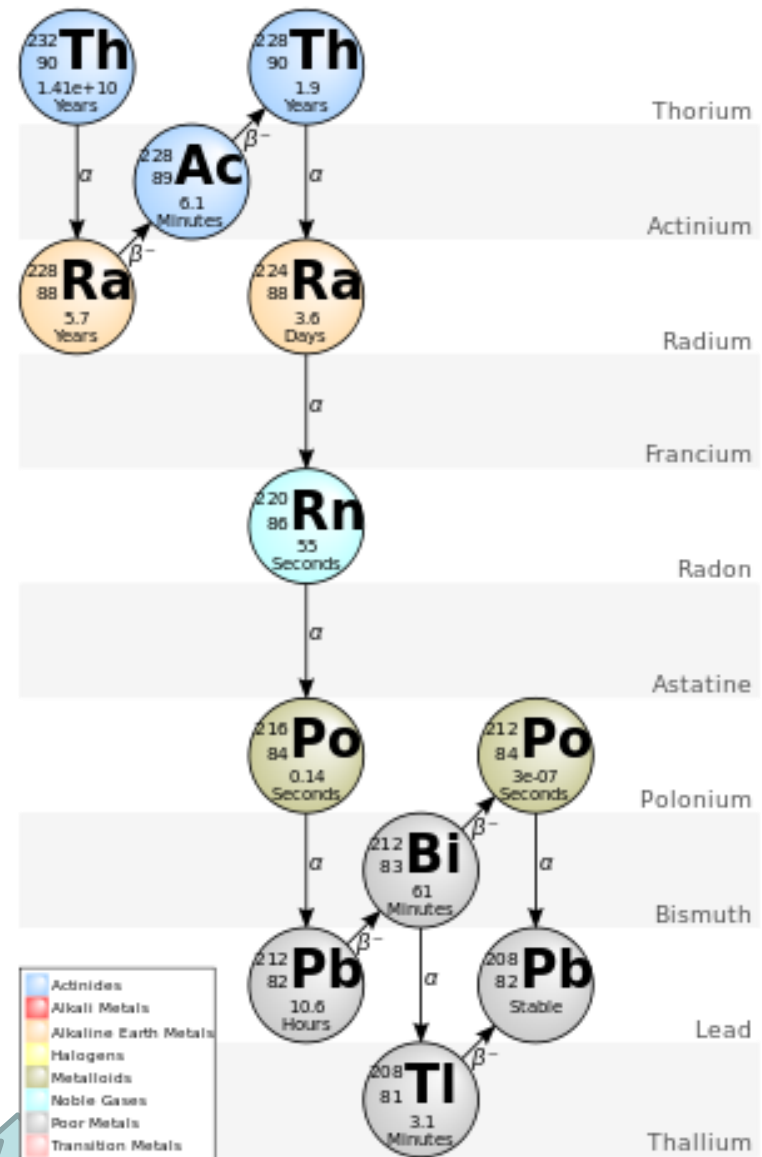 232
90 Th
1.41e+10
Years
228
90 Th
1.9
Years
Thorium
β⁻
228
89 Ac
6.1
Minutes
α
α
Actinium
β⁻
228
88 Ra
5.7
Years
224
88 Ra
3.6
Days
Radium
α
Francium
220
86 Rn
55
Seconds
Radon
α
Astatine
216
84 Po
0.14
Seconds
212
84 Po
3e-07
Seconds
Polonium
β⁻
212
83 Bi
61
Minutes
α
α
Bismuth
β⁻
212
82 Pb
10.6
Hours
α
208
82 Pb
Stable
Lead
β⁻
208
81 Tl
3.1
Minutes
Thallium
Actinides
Alkali Metals
Alkaline Earth Metals
Halogens
Metalloids
Noble Gases
Poor Metals
Transition Metals